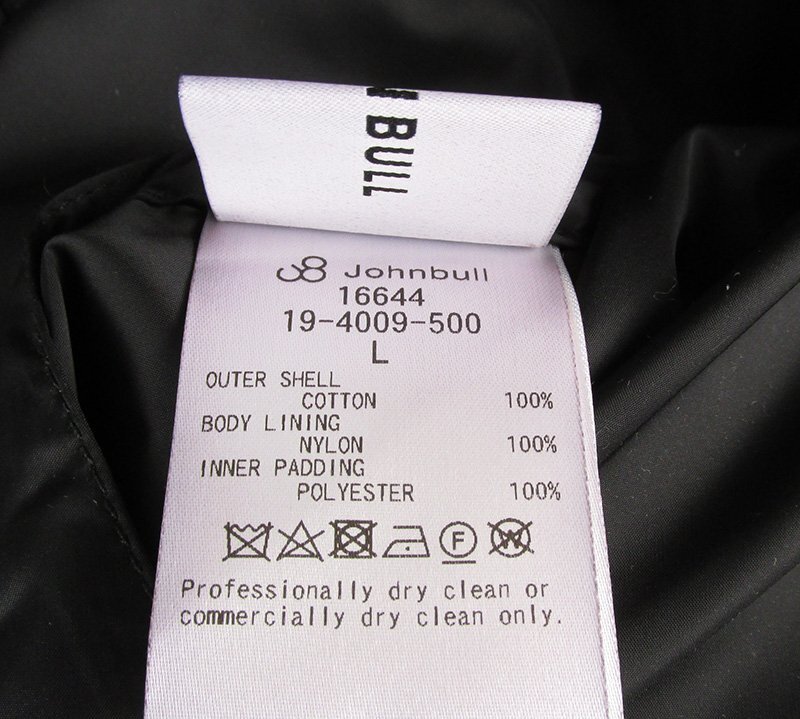 BULL
Johnbull
16644
19-4009-500
L
OUTER SHELL
COTTON 100%
BODY LINING
NYLON 100%
INNER PADDING
POLYESTER 100%
F W
Professionally dry clean or
commercially dry clean only.